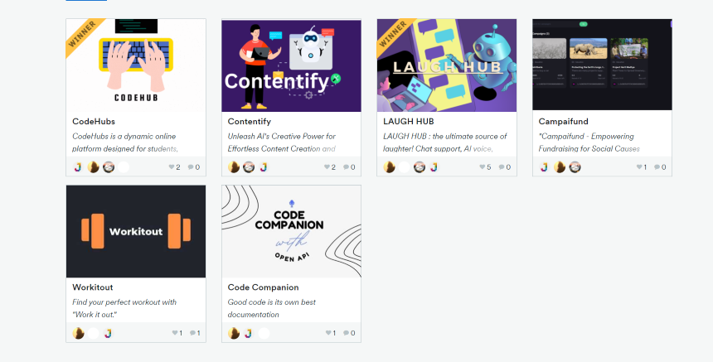 WINNER
CODEHUB
CodeHubs
CodeHubs is a dynamic online
platform designed for students,
2 0
Contentify
Contentify
Unleash AI's Creative Power for
Effortless Content Creation and
2 0
WINNER
LAUGH HUB
LAUGH HUB
LAUGH HUB : the ultimate source of
laughter! Chat support, AI voice,
5 0
Campaifund
"Campaifund - Empowering
Fundraising for Social Causes
1 0
Workitout
Workitout
Find your perfect workout with
"Work it out."
1 1
CODE
COMPANION
with
OPEN API
Code Companion
Good code is its own best
documentation
1 0